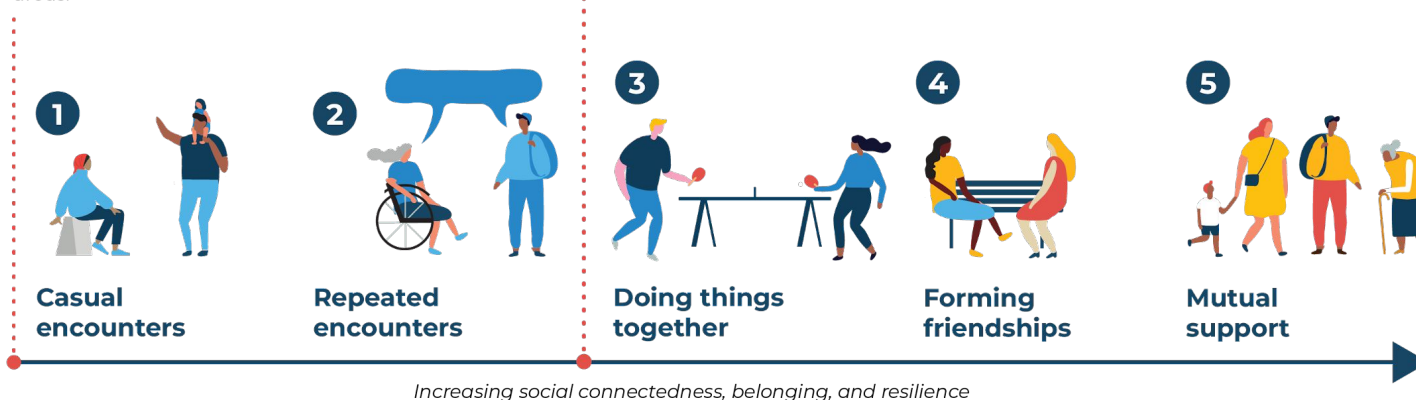 1
Casual
encounters
2
Repeated
encounters
3
Doing things
together
4
Forming
friendships
5
Mutual
support
Increasing social connectedness, belonging, and resilience